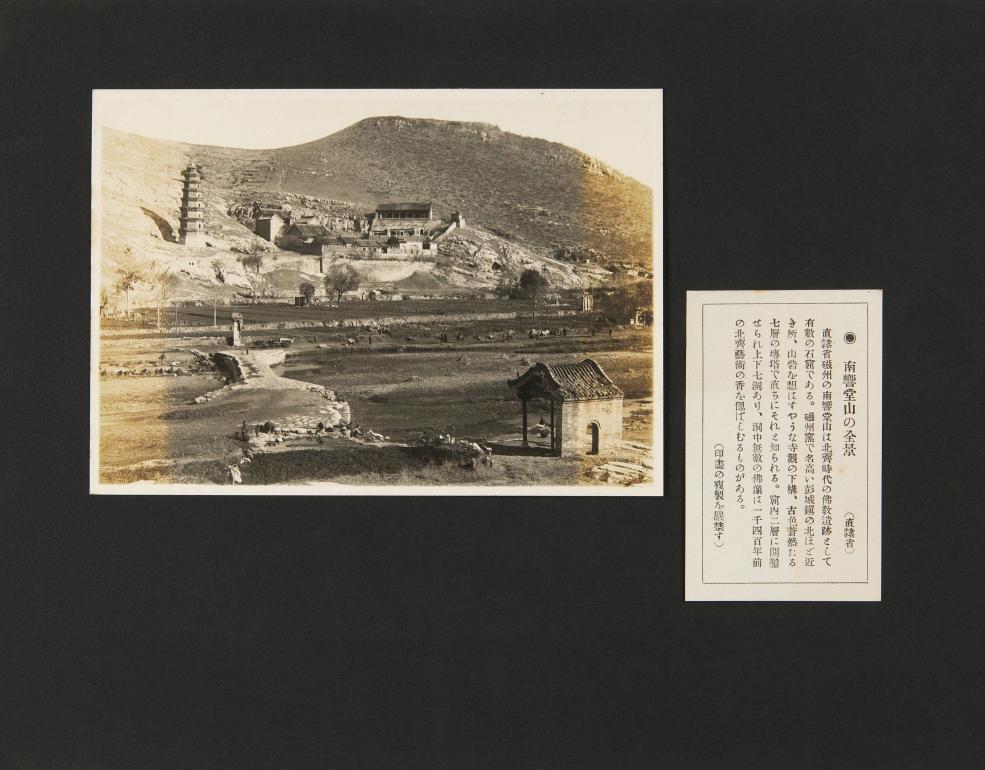 ◉ 南響堂山の全景 （直隷省）
直隷省磁州の南響堂山は北齊時代の佛教遺跡として
有數の石窟である。磁州窯で名高い彭城鎭の北ほど近
き所、山砦を想はすやうな寺觀の下構、古色蒼然たる
七層の塼塔で直ちにそれと知られる。窟內二層に開鑿
せられ上下七洞あり、洞中無數の佛像は一千四百年前
の北齊藝術の香を偲ばしむるものがある。
（印畫の複製を嚴禁す）